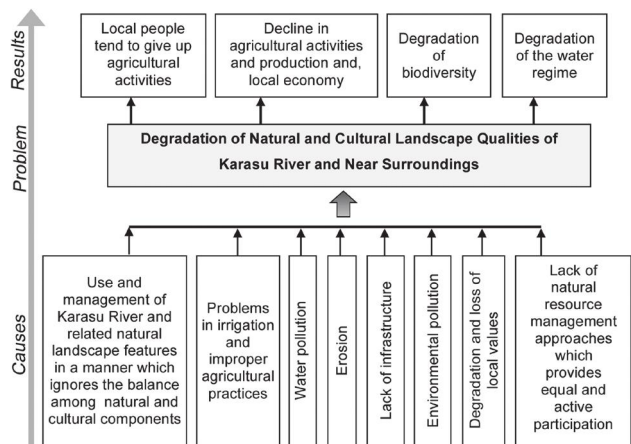 Results
Local people
tend to give up
agricultural
activities
Decline in
agricultural activities
and production and,
local economy
Degradation
of
biodiversity
Degradation
of the water
regime
Problem
Degradation of Natural and Cultural Landscape Qualities of
Karasu River and Near Surroundings
Causes
Use and
management of
Karasu River and
related natural
landscape features
in a manner which
ignores the balance
among natural and
cultural components
Problems
in irrigation
and
improper
agricultural
practices
Water pollution
Erosion
Lack of infrastructure
Environmental pollution
Degradation and loss of
local values
Lack of
natural
resource
management
approaches
which
provides
equal and
active
participation